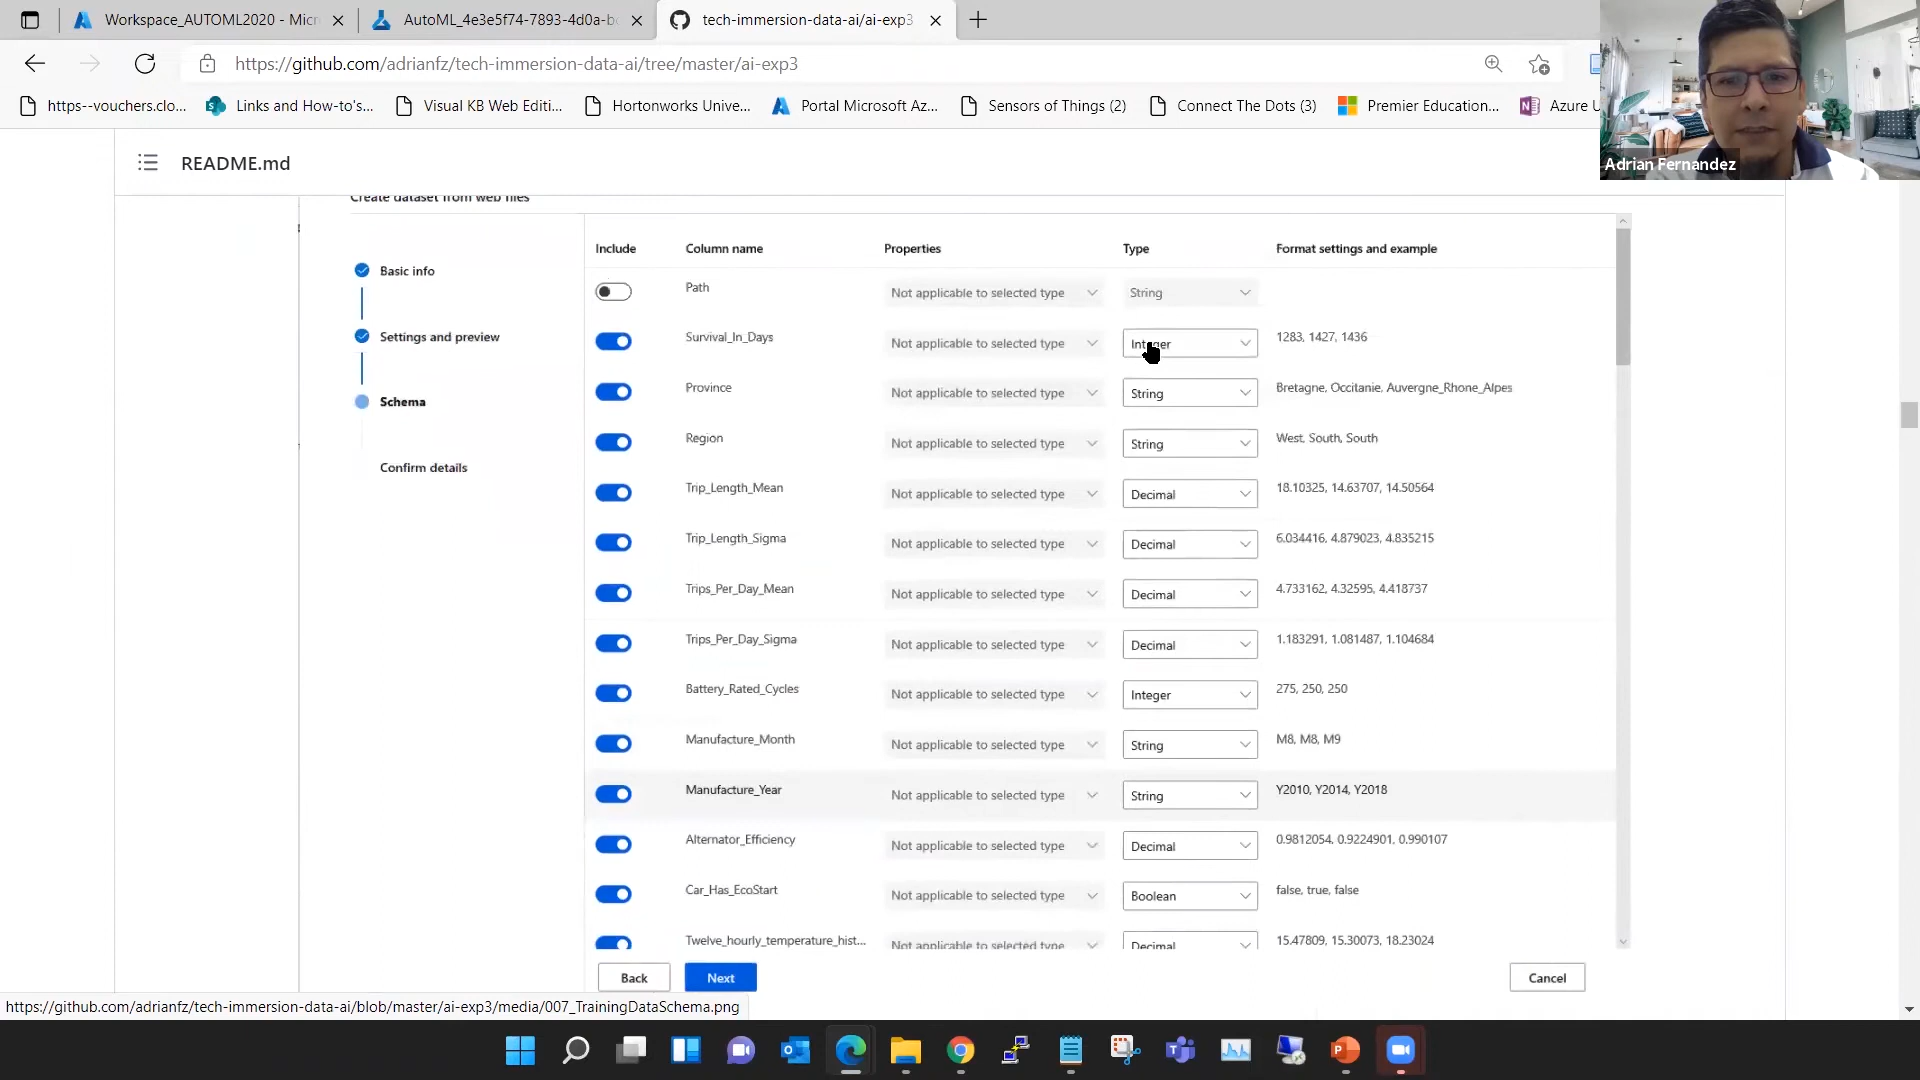 Workspace_AUTOML2020 - Mic
AutoML_4e3e5f74-7893-4d0a-b
tech-immersion-data-ai/ai-exp3
https://github.com/adrianfz/tech-immersion-data-ai/tree/master/ai-exp3
https--vouchers.clo...
Links and How-to's...
Visual KB Web Editi...
Hortonworks Unive...
Portal Microsoft Az...
Sensors of Things (2)
Connect The Dots (3)
Premier Education...
Azure U
Adrian Fernandez
README.md
Create dataset from web files
Basic info
Settings and preview
Schema
Confirm details
Include Column name Properties Type Format settings and example
Path Not applicable to selected type String
Survival_In_Days Not applicable to selected type Integer 1283, 1427, 1436
Province Not applicable to selected type String Bretagne, Occitanie, Auvergne_Rhone_Alpes
Region Not applicable to selected type String West, South, South
Trip_Length_Mean Not applicable to selected type Decimal 18.10325, 14.63707, 14.50564
Trip_Length_Sigma Not applicable to selected type Decimal 6.034416, 4.879023, 4.835215
Trips_Per_Day_Mean Not applicable to selected type Decimal 4.733162, 4.32595, 4.418737
Trips_Per_Day_Sigma Not applicable to selected type Decimal 1.183291, 1.081487, 1.104684
Battery_Rated_Cycles Not applicable to selected type Integer 275, 250, 250
Manufacture_Month Not applicable to selected type String M8, M8, M9
Manufacture_Year Not applicable to selected type String Y2010, Y2014, Y2018
Alternator_Efficiency Not applicable to selected type Decimal 0.9812054, 0.9224901, 0.990107
Car_Has_EcoStart Not applicable to selected type Boolean false, true, false
Twelve_hourly_temperature_hist... Not applicable to selected type Decimal 15.47809, 15.30073, 18.23024
Back Next Cancel
https://github.com/adrianfz/tech-immersion-data-ai/blob/master/ai-exp3/media/007_TrainingDataSchema.png